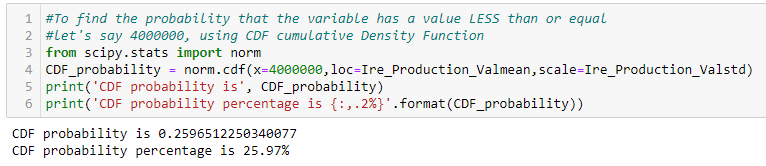 1 #To find the probability that the variable has a value LESS than or equal
2 #let's say 4000000, using CDF cumulative Density Function
3 from scipy.stats import norm
4 CDF_probability = norm.cdf(x=4000000,loc=Ire_Production_Valmean,scale=Ire_Production_Valstd)
5 print('CDF probability is', CDF_probability)
6 print('CDF probability percentage is {:,.2%}'.format(CDF_probability))
CDF probability is 0.2596512250340077
CDF probability percentage is 25.97%